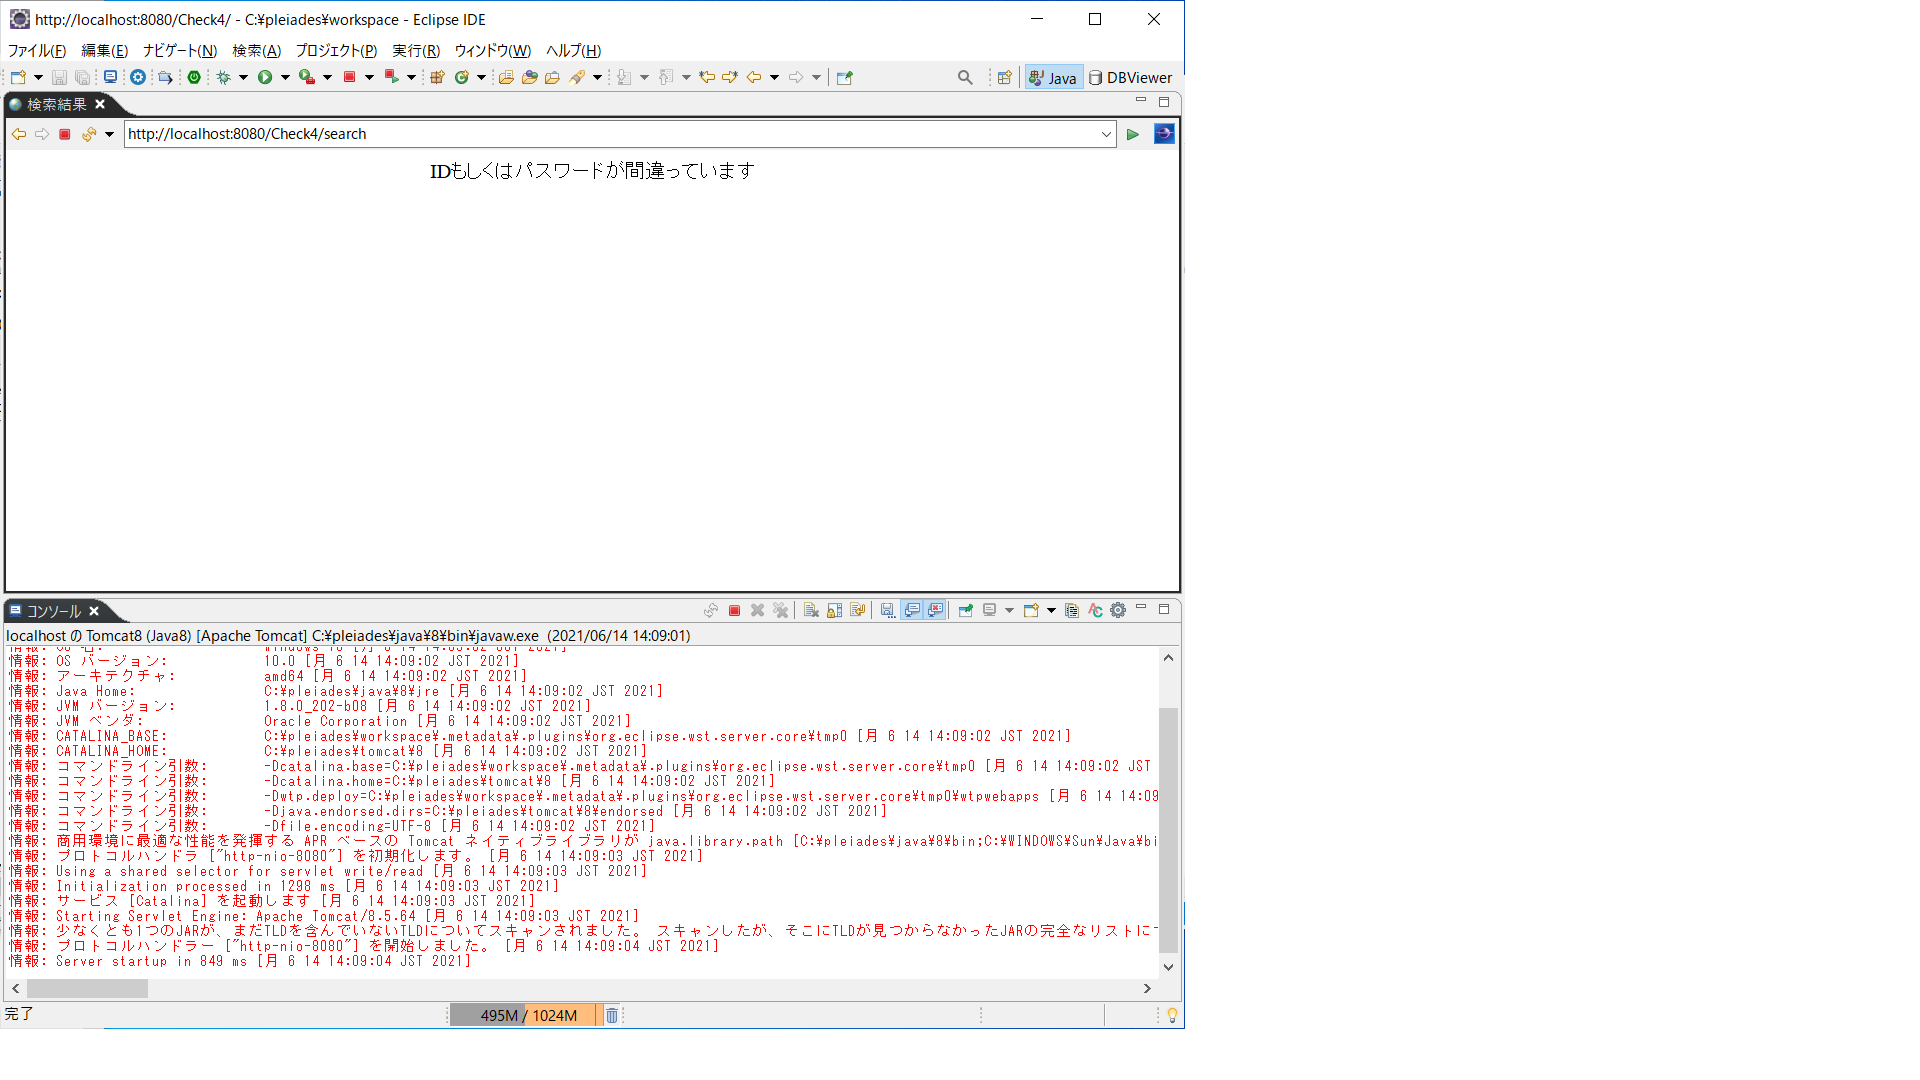 http://localhost:8080/Check4/ - C:¥pleiades¥workspace - Eclipse IDE
ファイル(F) 編集(E) ナビゲート(N) 検索(A) プロジェクト(P) 実行(R) ウィンドウ(W) ヘルプ(H)
Java DBViewer
検索結果
http://localhost:8080/Check4/search
IDもしくはパスワードが間違っています
コンソール
localhost の Tomcat8 (Java8) [Apache Tomcat] C:¥pleiades¥java¥8¥bin¥javaw.exe (2021/06/14 14:09:01)
情報: OS 名: Windows 10 [月 6 14 14:09:02 JST 2021]
情報: OS バージョン: 10.0 [月 6 14 14:09:02 JST 2021]
情報: アーキテクチャ: amd64 [月 6 14 14:09:02 JST 2021]
情報: Java Home: C:¥pleiades¥java¥8¥jre [月 6 14 14:09:02 JST 2021]
情報: JVM バージョン: 1.8.0_202-b08 [月 6 14 14:09:02 JST 2021]
情報: JVM ベンダ: Oracle Corporation [月 6 14 14:09:02 JST 2021]
情報: CATALINA_BASE: C:¥pleiades¥workspace¥.metadata¥.plugins¥org.eclipse.wst.server.core¥tmp0 [月 6 14 14:09:02 JST 2021]
情報: CATALINA_HOME: C:¥pleiades¥tomcat¥8 [月 6 14 14:09:02 JST 2021]
情報: コマンドライン引数: -Dcatalina.base=C:¥pleiades¥workspace¥.metadata¥.plugins¥org.eclipse.wst.server.core¥tmp0 [月 6 14 14:09:02 JST
情報: コマンドライン引数: -Dcatalina.home=C:¥pleiades¥tomcat¥8 [月 6 14 14:09:02 JST 2021]
情報: コマンドライン引数: -Dwtp.deploy=C:¥pleiades¥workspace¥.metadata¥.plugins¥org.eclipse.wst.server.core¥tmp0¥wtpwebapps [月 6 14 14:09
情報: コマンドライン引数: -Djava.endorsed.dirs=C:¥pleiades¥tomcat¥8¥endorsed [月 6 14 14:09:02 JST 2021]
情報: コマンドライン引数: -Dfile.encoding=UTF-8 [月 6 14 14:09:02 JST 2021]
情報: 商用環境に最適な性能を発揮する APR ベースの Tomcat ネイティブライブラリが java.library.path [C:¥pleiades¥java¥8¥bin;C:¥WINDOWS¥Sun¥Java¥bi
情報: プロトコルハンドラ ["http-nio-8080"] を初期化します。 [月 6 14 14:09:03 JST 2021]
情報: Using a shared selector for servlet write/read [月 6 14 14:09:03 JST 2021]
情報: Initialization processed in 1298 ms [月 6 14 14:09:03 JST 2021]
情報: サービス [Catalina] を起動します [月 6 14 14:09:03 JST 2021]
情報: Starting Servlet Engine: Apache Tomcat/8.5.64 [月 6 14 14:09:03 JST 2021]
情報: 少なくとも1つのJARが、まだTLDを含んでいないTLDについてスキャンされました。 スキャンしたが、そこにTLDが見つからなかったJARの完全なリストに
情報: プロトコルハンドラー ["http-nio-8080"] を開始しました。 [月 6 14 14:09:04 JST 2021]
情報: Server startup in 849 ms [月 6 14 14:09:04 JST 2021]
完了 495M / 1024M